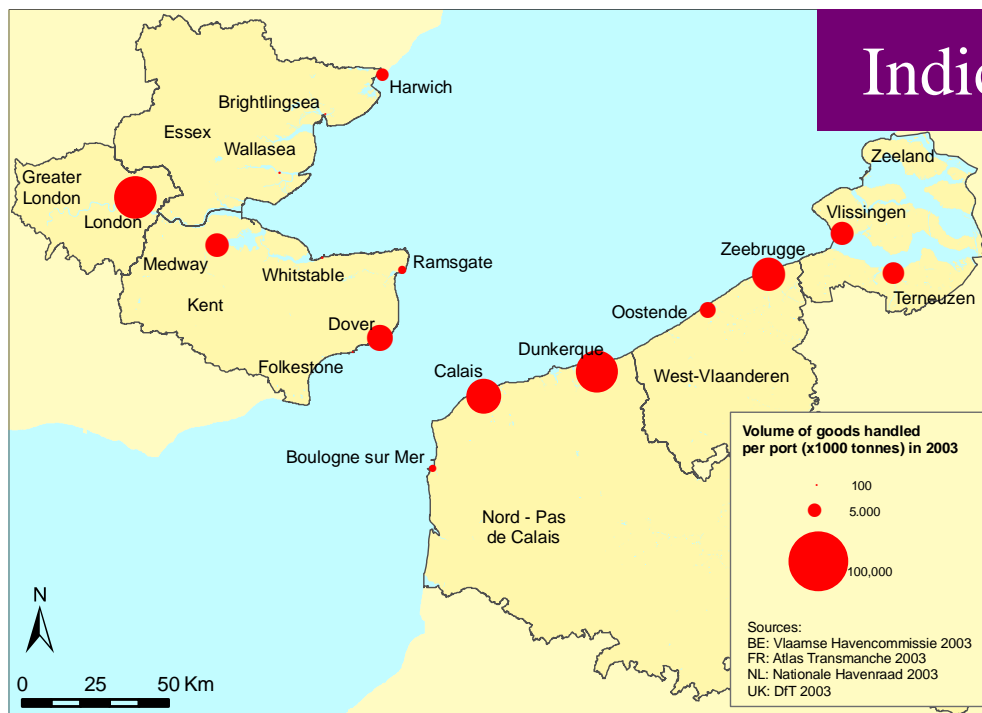 Indic
Harwich
Brightlingsea
Essex
Wallasea
Zeeland
Greater
London
London
Vlissingen
Medway
Whitstable
Ramsgate
Zeebrugge
Terneuzen
Kent
Oostende
Dover
Dunkerque
Folkestone
Calais
West-Vlaanderen
Boulogne sur Mer
Nord - Pas
de Calais
Volume of goods handled
per port (x1000 tonnes) in 2003
100
5.000
100,000
Sources:
BE: Vlaamse Havencommissie 2003
FR: Atlas Transmanche 2003
NL: Nationale Havenraad 2003
UK: DfT 2003
N
0 25 50 Km